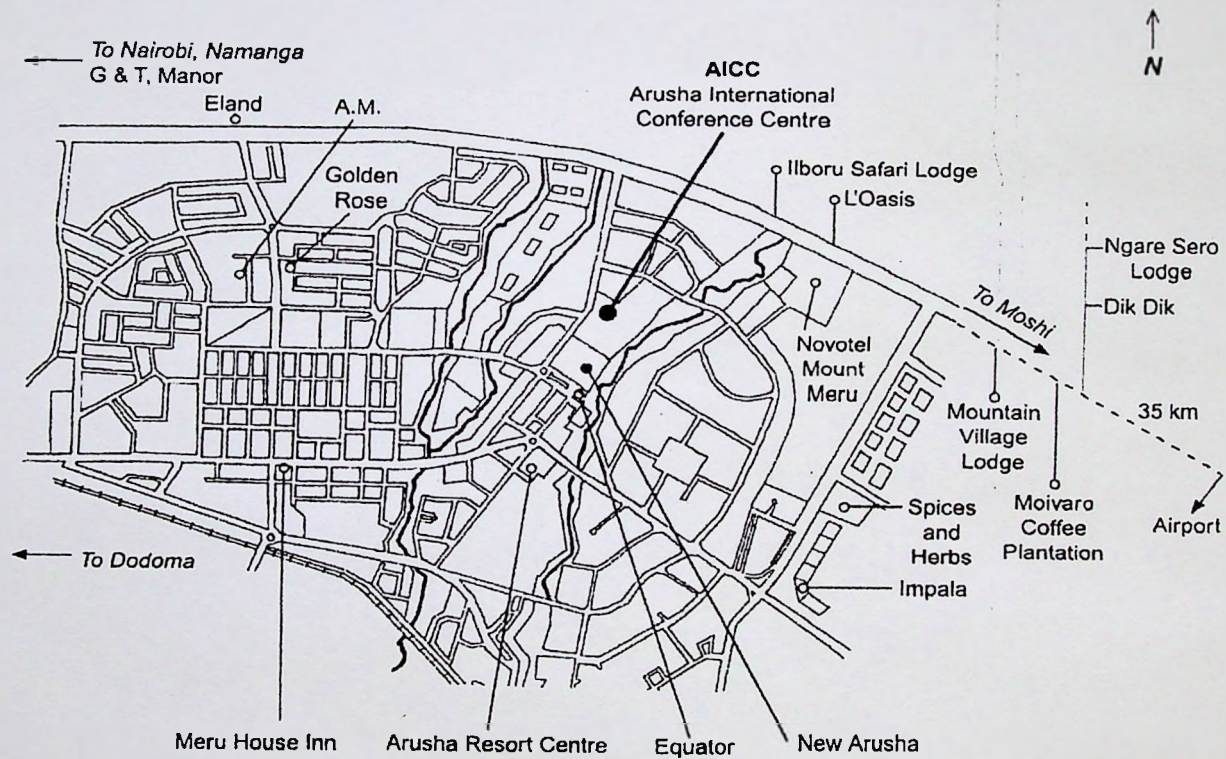 To Nairobi, Namanga
G & T, Manor
Eland
A.M.
Golden
Rose
AICC
Arusha International
Conference Centre
N
Ilboru Safari Lodge
L'Oasis
Ngare Sero
Lodge
Dik Dik
To Moshi
Novotel
Mount
Meru
Mountain
Village
Lodge
35 km
Moivaro
Coffee
Plantation
Airport
Spices
and
Herbs
Impala
To Dodoma
Meru House Inn
Arusha Resort Centre
Equator
New Arusha